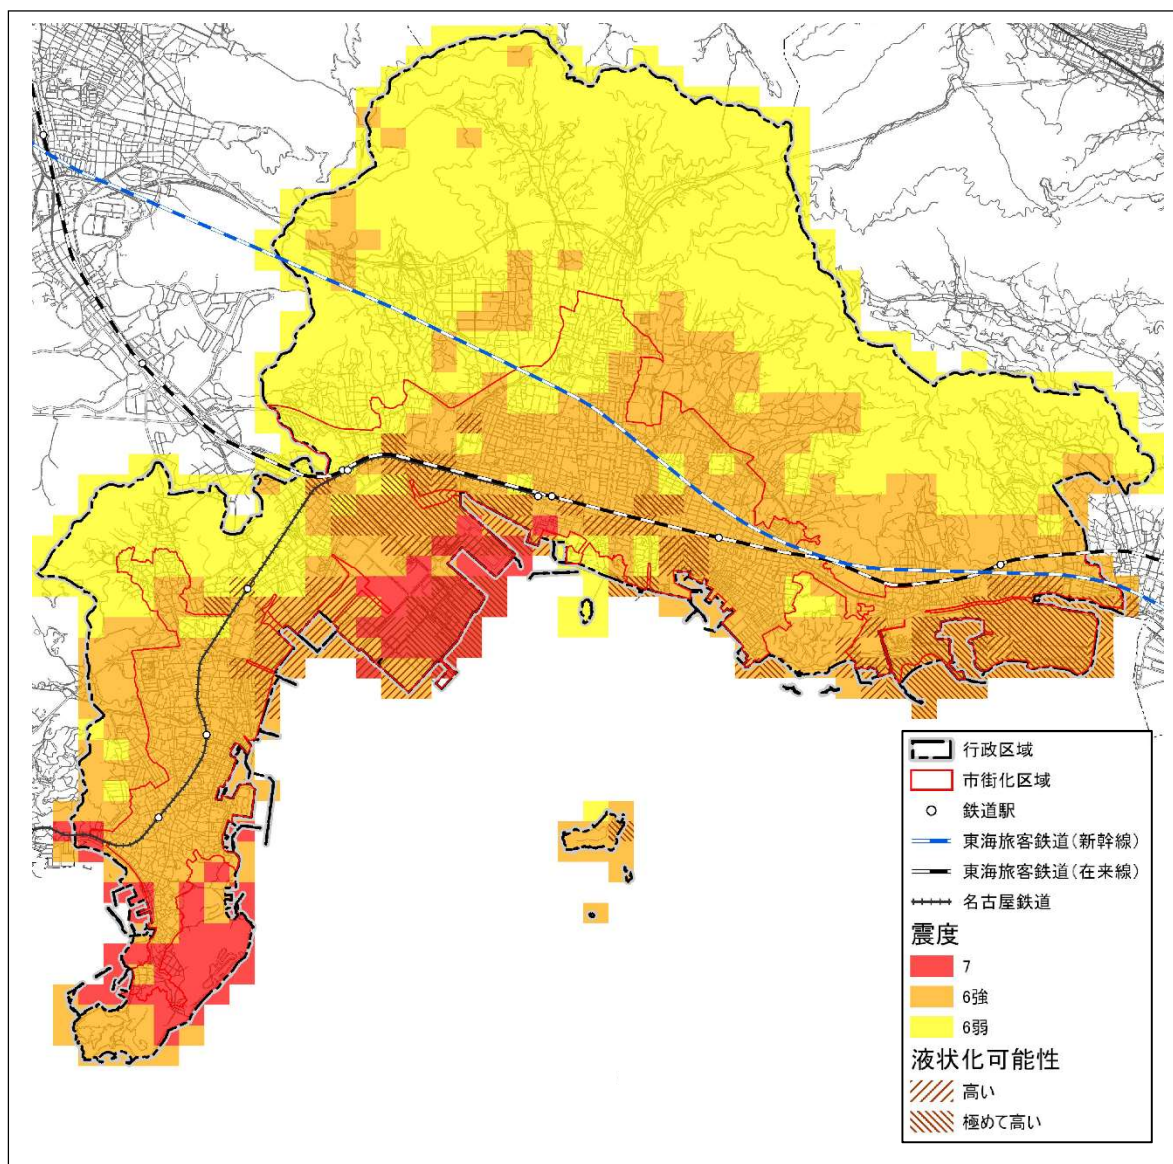 行政区域
市街化区域
鉄道駅
東海旅客鉄道(新幹線)
東海旅客鉄道(在来線)
名古屋鉄道
震度
7
6強
6弱
液状化可能性
高い
極めて高い